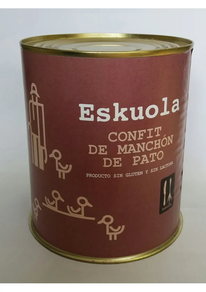 Eskuola
CONFIT
DE MANCHÓN
DE PATO
PRODUCTO SIN GLUTEN Y SIN LACTOSA